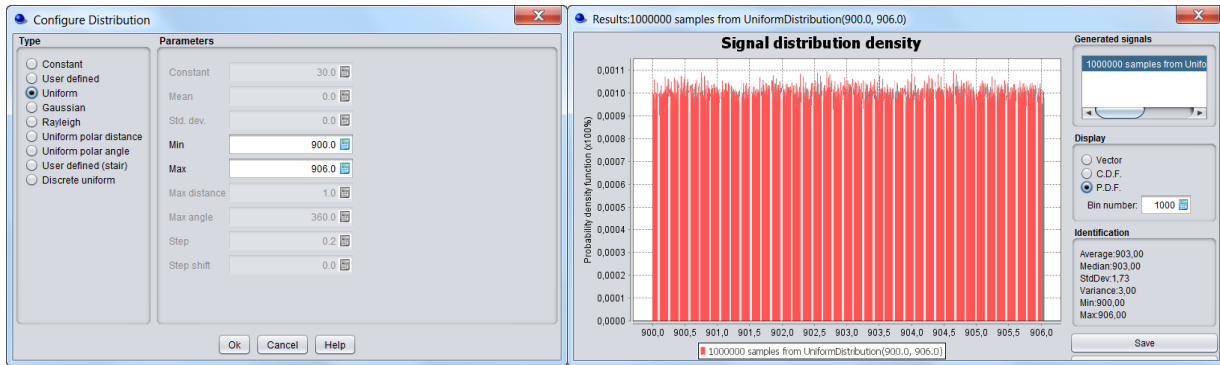 Configure Distribution
Type
Constant
User defined
Uniform
Gaussian
Rayleigh
Uniform polar distance
Uniform polar angle
User defined (stair)
Discrete uniform
Parameters
Constant 30.0
Mean 0.0
Std. dev. 0.0
Min 900.0
Max 906.0
Max distance 1.0
Max angle 360.0
Step 0.2
Step shift 0.0
Ok Cancel Help
Results:1000000 samples from UniformDistribution(900.0, 906.0)
Signal distribution density
Probability density function (x100%)
0,0011
0,0010
0,0009
0,0008
0,0007
0,0006
0,0005
0,0004
0,0003
0,0002
0,0001
0,0000
900,0 900,5 901,0 901,5 902,0 902,5 903,0 903,5 904,0 904,5 905,0 905,5 906,0
1000000 samples from UniformDistribution(900.0, 906.0)
Generated signals
1000000 samples from Unifo
Display
Vector
C.D.F.
P.D.F.
Bin number: 1000
Identification
Average:903,00
Median:903,00
StdDev:1,73
Variance:3,00
Min:900,00
Max:906,00
Save